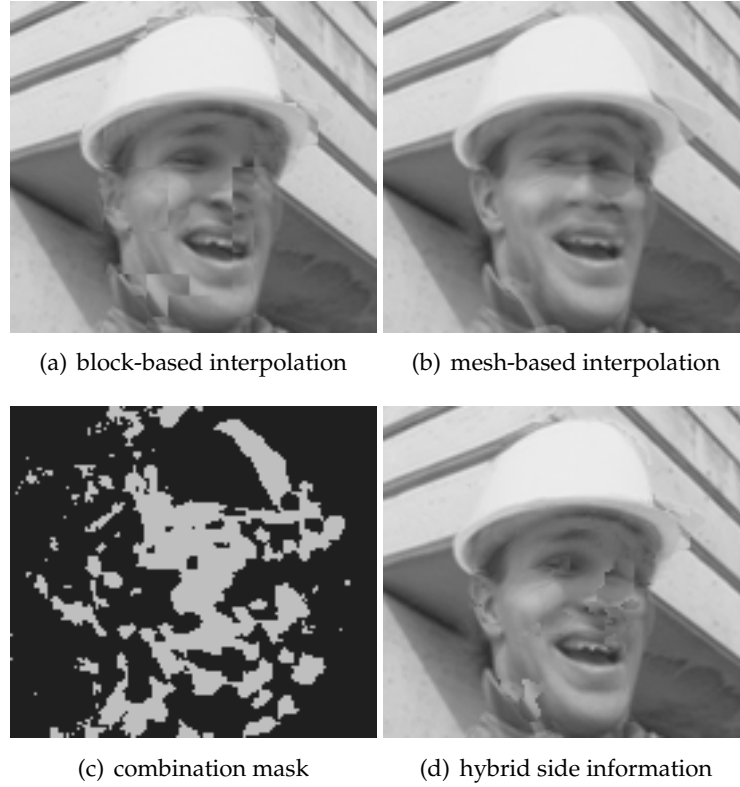 (a) block-based interpolation
(b) mesh-based interpolation
(c) combination mask
(d) hybrid side information